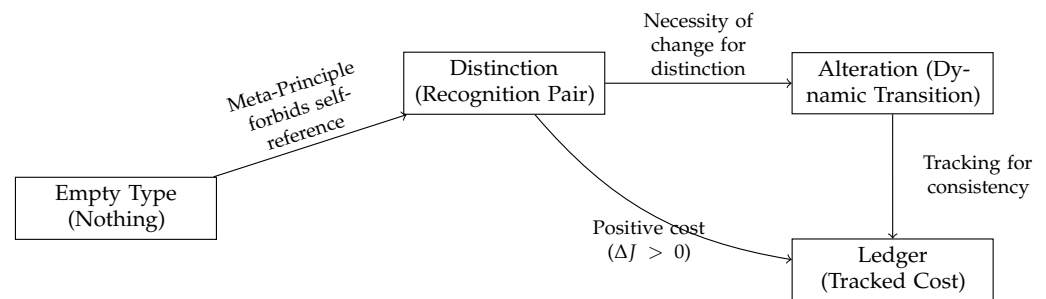 Meta-Principle
forbids self-
reference
Empty Type
(Nothing)
Distinction
(Recognition Pair)
Necessity of
change for
distinction
Alteration (Dy-
namic Transition)
Tracking for
consistency
Positive cost
(ΔJ > 0)
Ledger
(Tracked Cost)